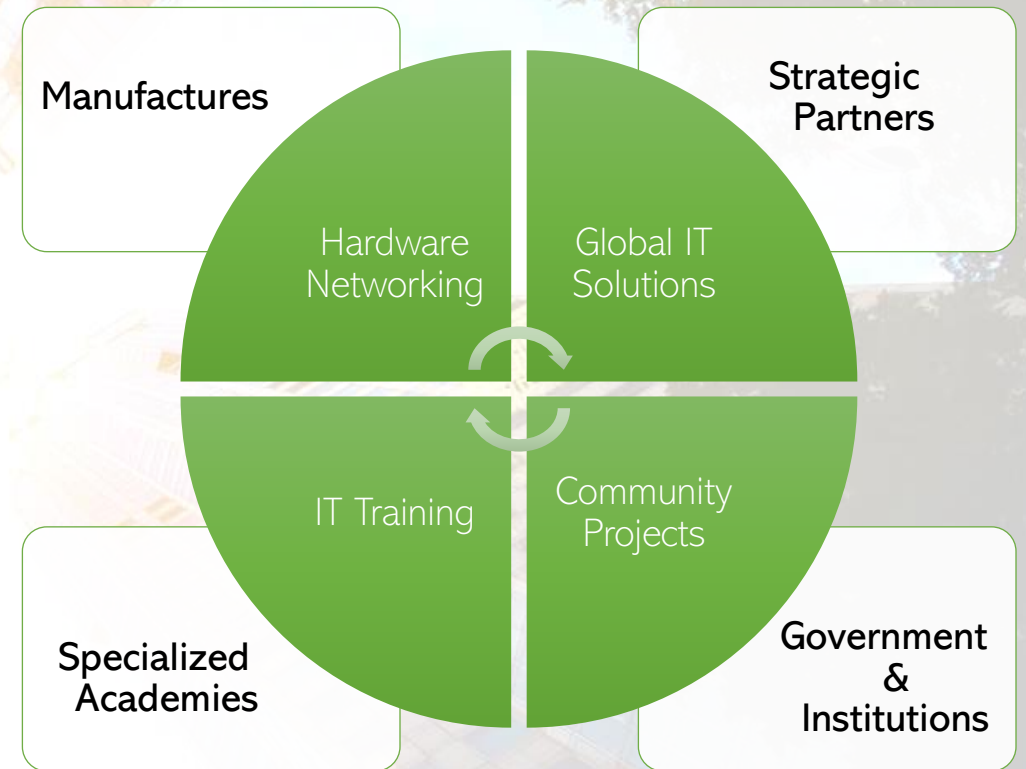 Manufactures
Strategic
Partners
Hardware
Networking
Global IT
Solutions
IT Training
Community
Projects
Specialized
Academies
Government
&
Institutions